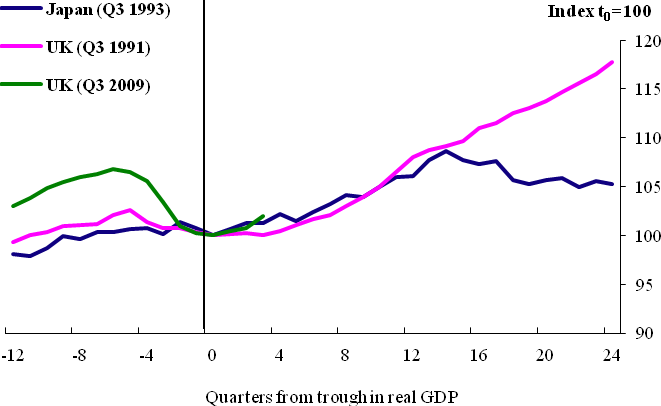 Japan (Q3 1993)
Index t0=100
UK (Q3 1991)
UK (Q3 2009)
120
115
110
105
100
95
90
-12 -8 -4 0 4 8 12 16 20 24
Quarters from trough in real GDP